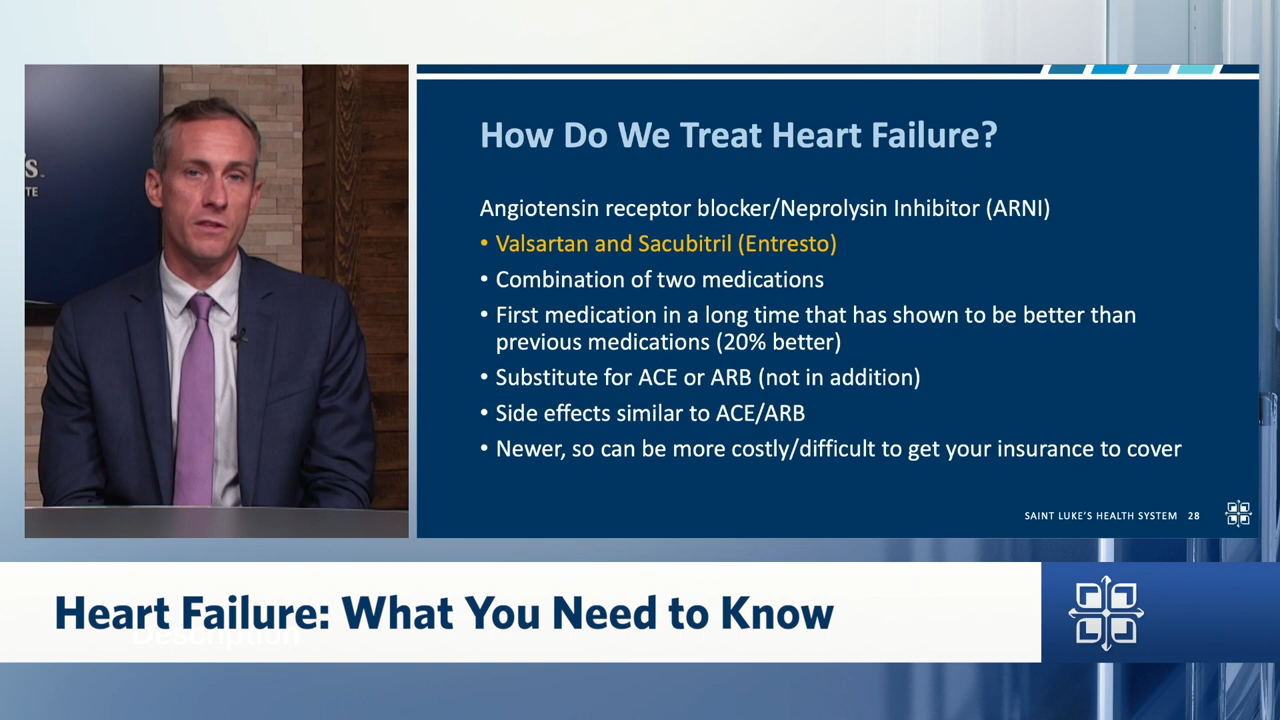 s
TE
How Do We Treat Heart Failure?
Angiotensin receptor blocker/Neprolysin Inhibitor (ARNI)
• Valsartan and Sacubitril (Entresto)
• Combination of two medications
• First medication in a long time that has shown to be better than
previous medications (20% better)
• Substitute for ACE or ARB (not in addition)
• Side effects similar to ACE/ARB
• Newer, so can be more costly/difficult to get your insurance to cover
SAINT LUKE'S HEALTH SYSTEM 28
Heart Failure: What You Need to Know
Description